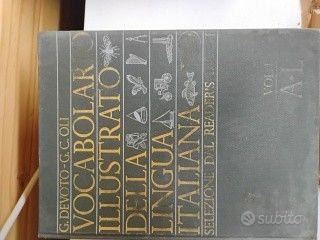 G. DEVOTO - G. C. OLI
VOCABOLARIO
ILLUSTRATO
DELLA
LINGUA
ITALIANA
SELEZIONE DAL READER'S
VOL
A-L
subito